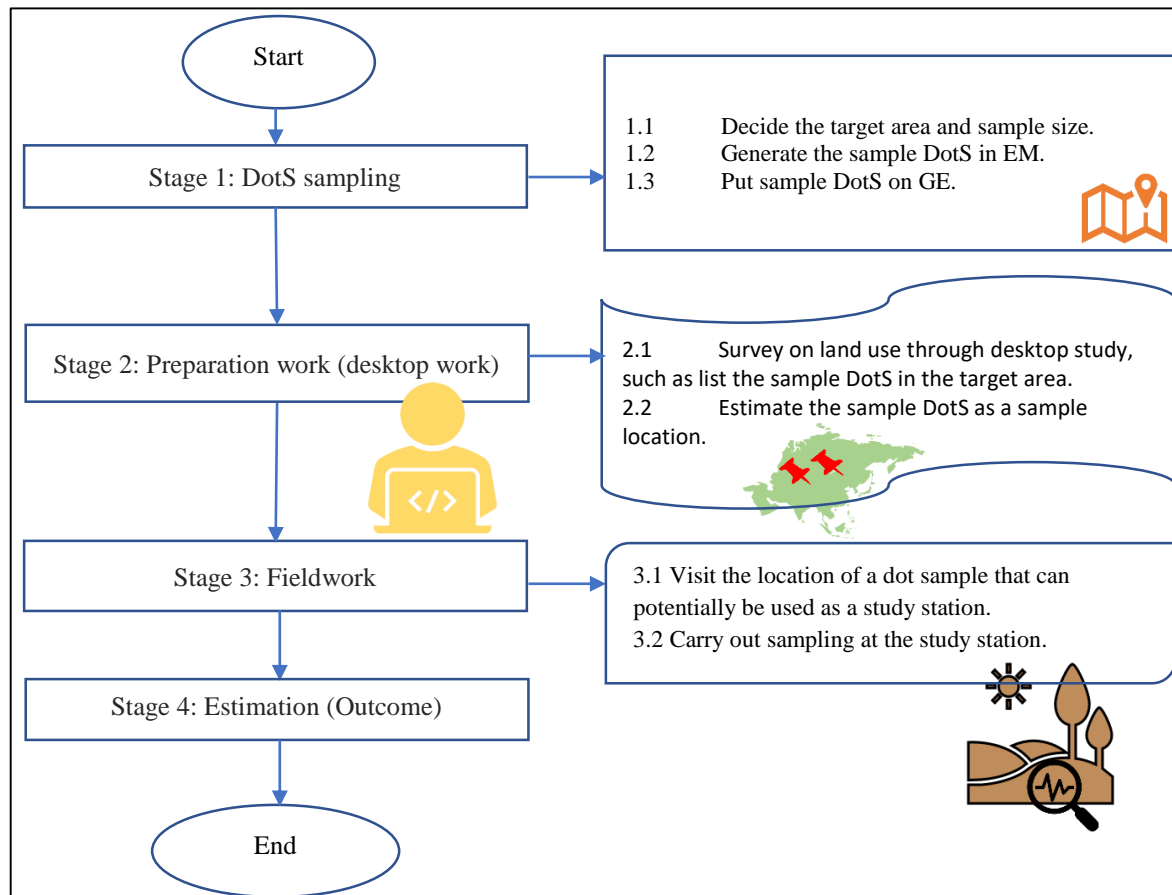 Start
Stage 1: DotS sampling
1.1 Decide the target area and sample size.
1.2 Generate the sample DotS in EM.
1.3 Put sample DotS on GE.
Stage 2: Preparation work (desktop work)
2.1 Survey on land use through desktop study,
such as list the sample DotS in the target area.
2.2 Estimate the sample DotS as a sample
location.
</>
Stage 3: Fieldwork
3.1 Visit the location of a dot sample that can
potentially be used as a study station.
3.2 Carry out sampling at the study station.
Stage 4: Estimation (Outcome)
End